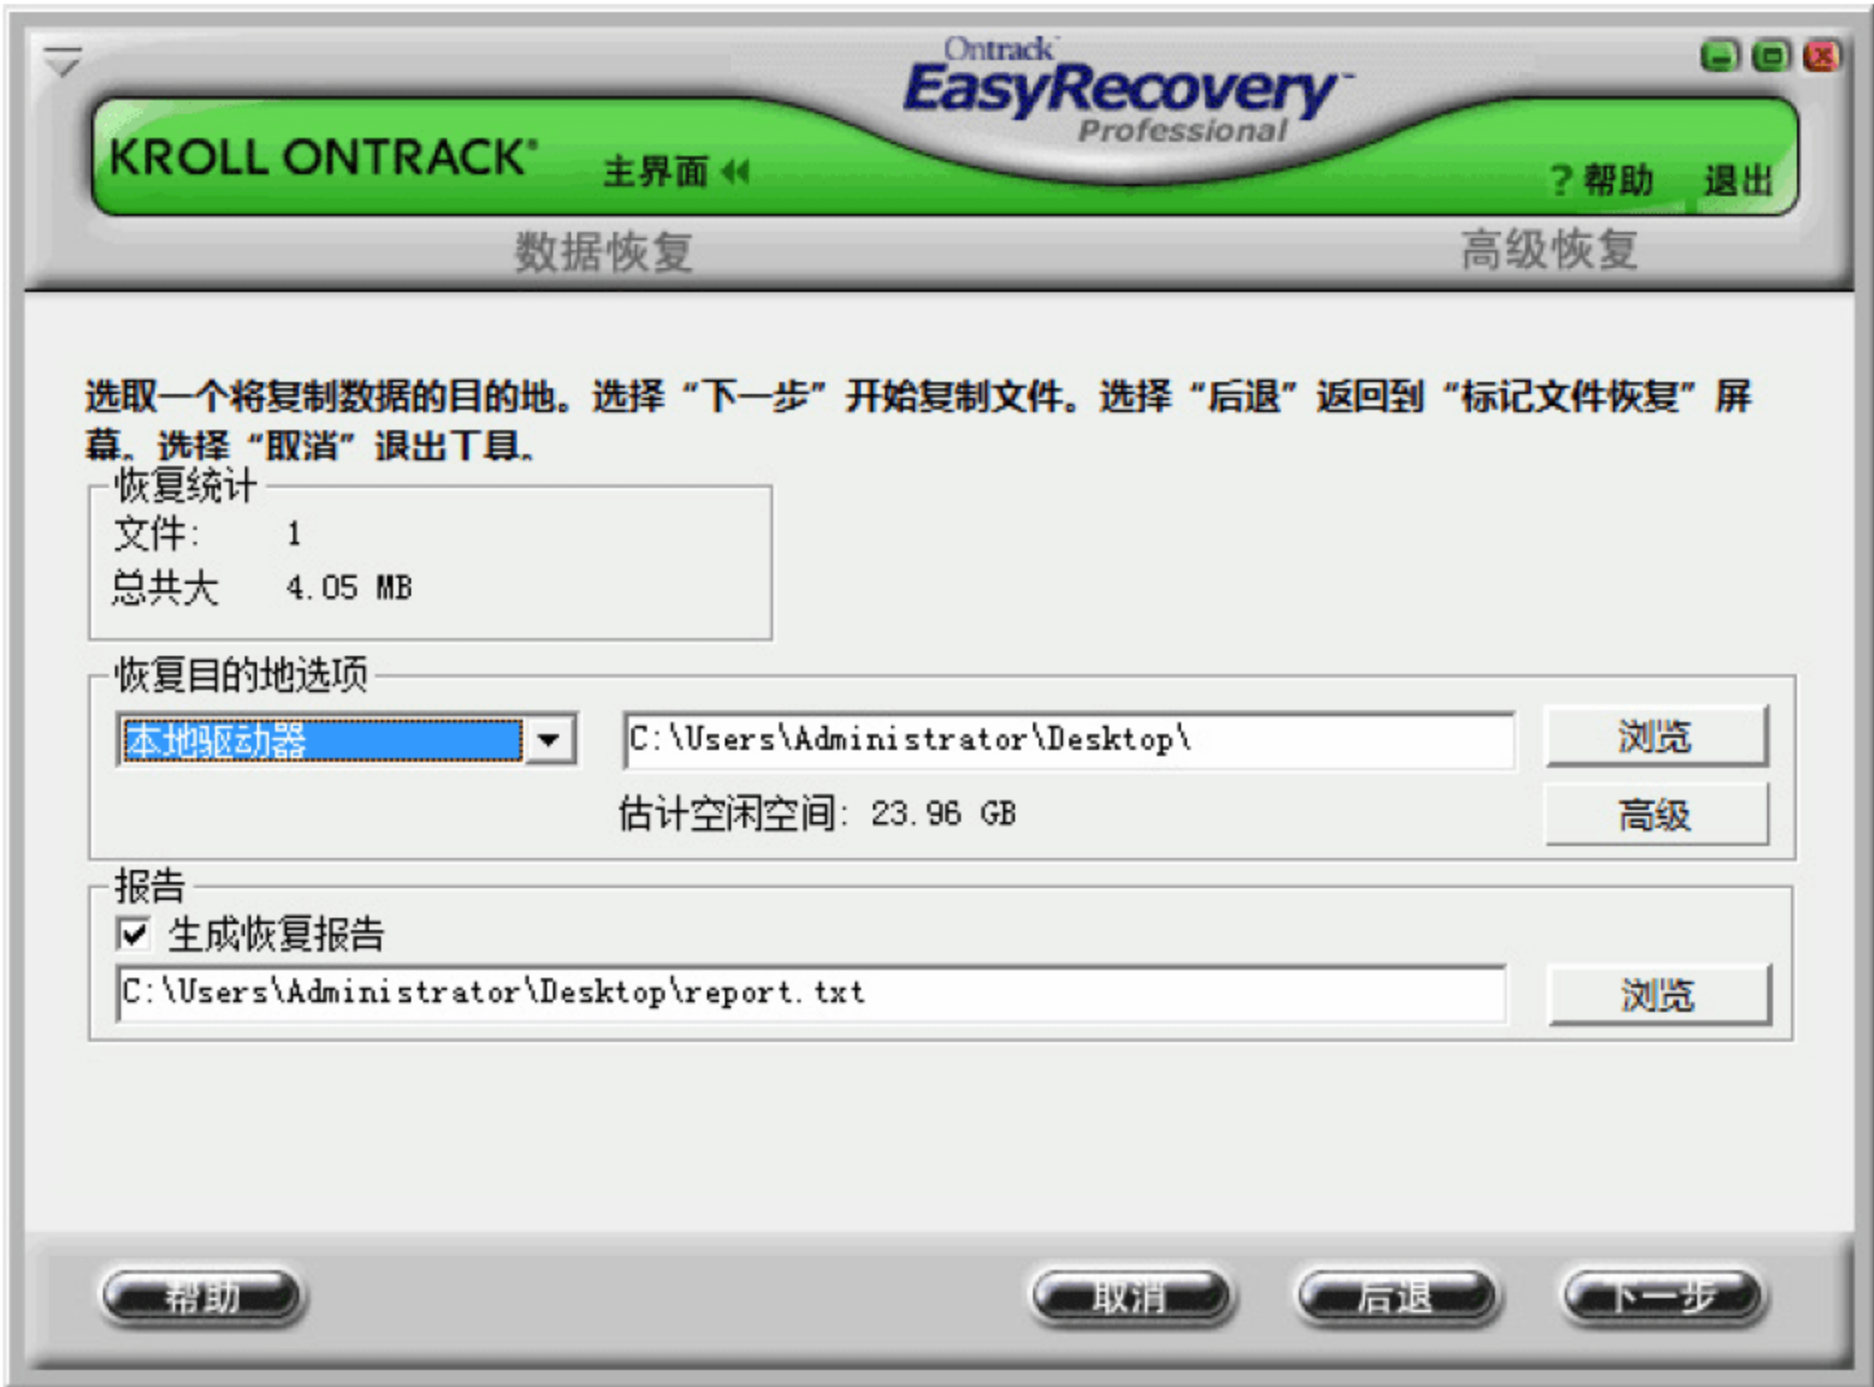 Ontrack™
EasyRecovery™
Professional
KROLL ONTRACK® 主界面 ? 帮助 退出
数据恢复 高级恢复
选取一个将复制数据的目的地。选择“下一步”开始复制文件。选择“后退”返回到“标记文件恢复”屏
幕。选择“取消”退出工具。
恢复统计
文件: 1
总共大 4.05 MB
恢复目的地选项
本地驱动器 C:\Users\Administrator\Desktop\ 浏览
估计空闲空间: 23.96 GB 高级
报告
生成恢复报告
C:\Users\Administrator\Desktop\report.txt 浏览
帮助 取消 后退 下一步